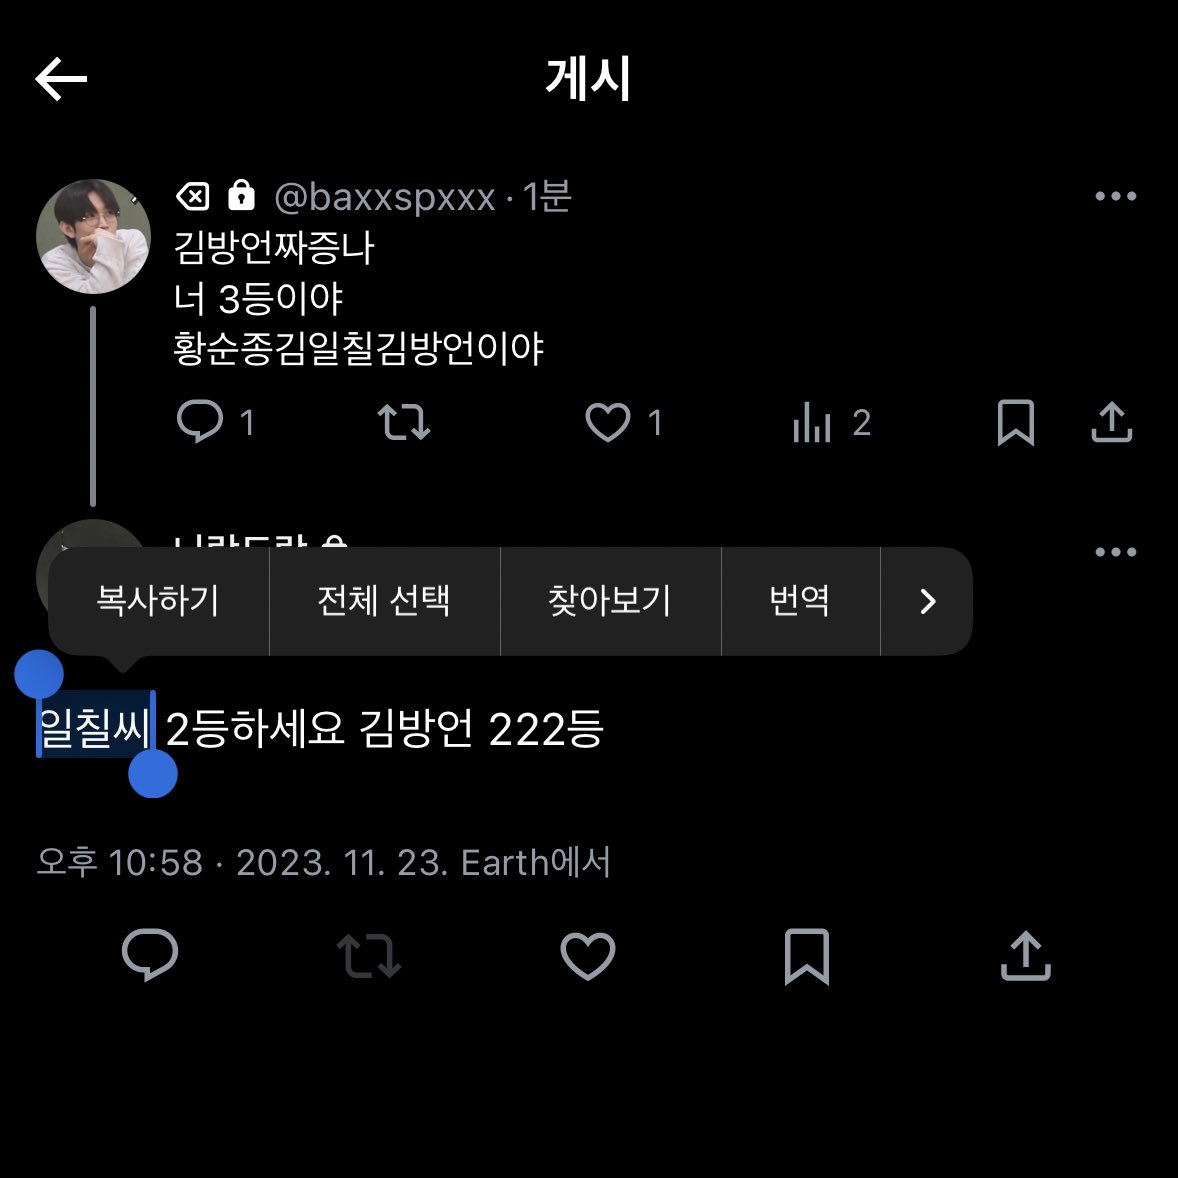 게시
@baxxspxxx · 1분
김방언짜증나
너 3등이야
황순종김일칠김방언이야
1 1 2
복사하기 전체 선택 찾아보기 번역
일칠씨 2등하세요 김방언 222등
오후 10:58 · 2023. 11. 23. Earth에서